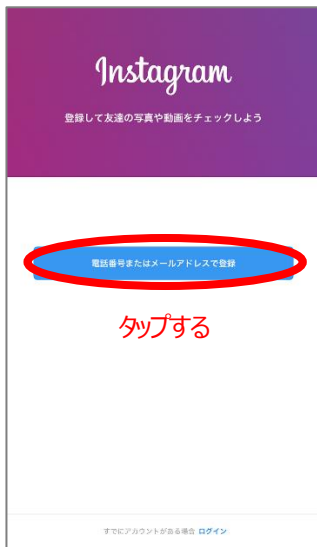 Instagram
登録して友達の写真や動画をチェックしよう
電話番号またはメールアドレスで登録
タップする
すでにアカウントがある場合 ログイン